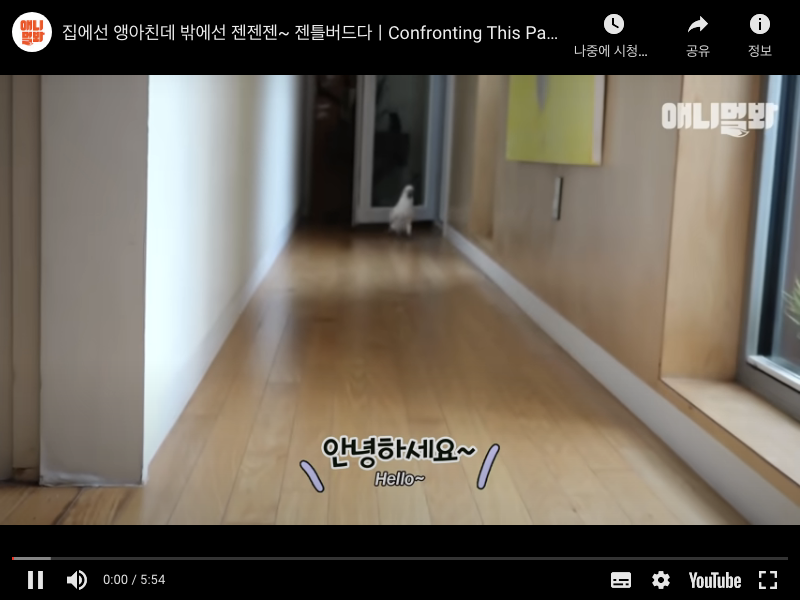 애니멀봐
집에선 앵아친데 밖에선 젠젠젠~ 젠틀버드다 | Confronting This Pa...
나중에 시청...
공유
정보
애니멀봐
안녕하세요~
Hello~
0:00 / 5:54
YouTube